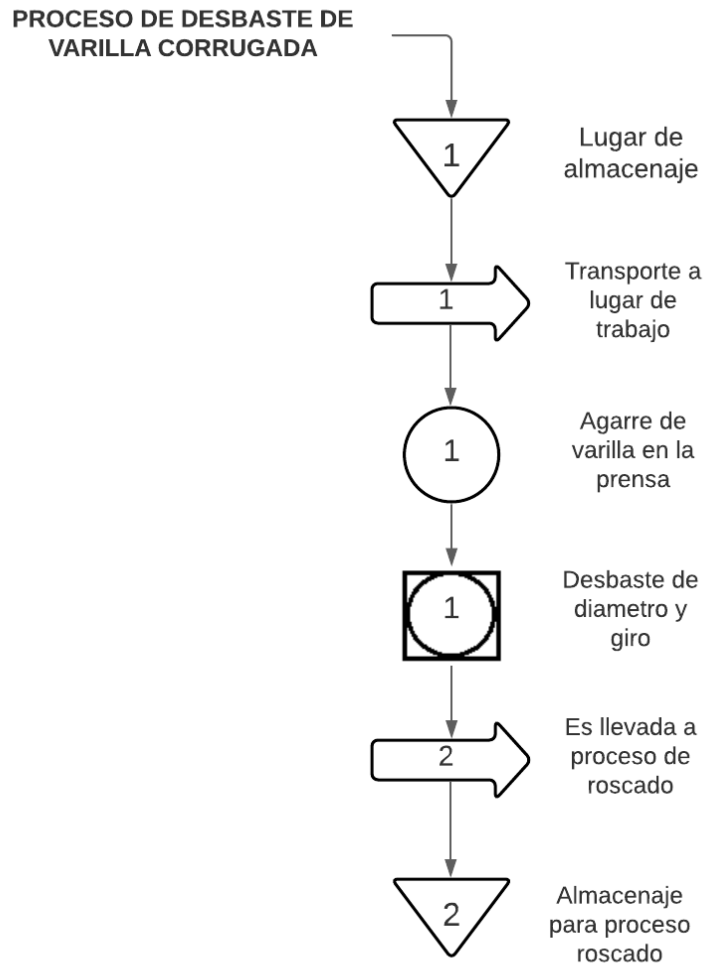 PROCESO DE DESBASTE DE
VARILLA CORRUGADA
1
Lugar de
almacenaje
1
Transporte a
lugar de
trabajo
1
Agarre de
varilla en la
prensa
1
Desbaste de
diametro y
giro
2
Es llevada a
proceso de
roscado
2
Almacenaje
para proceso
roscado